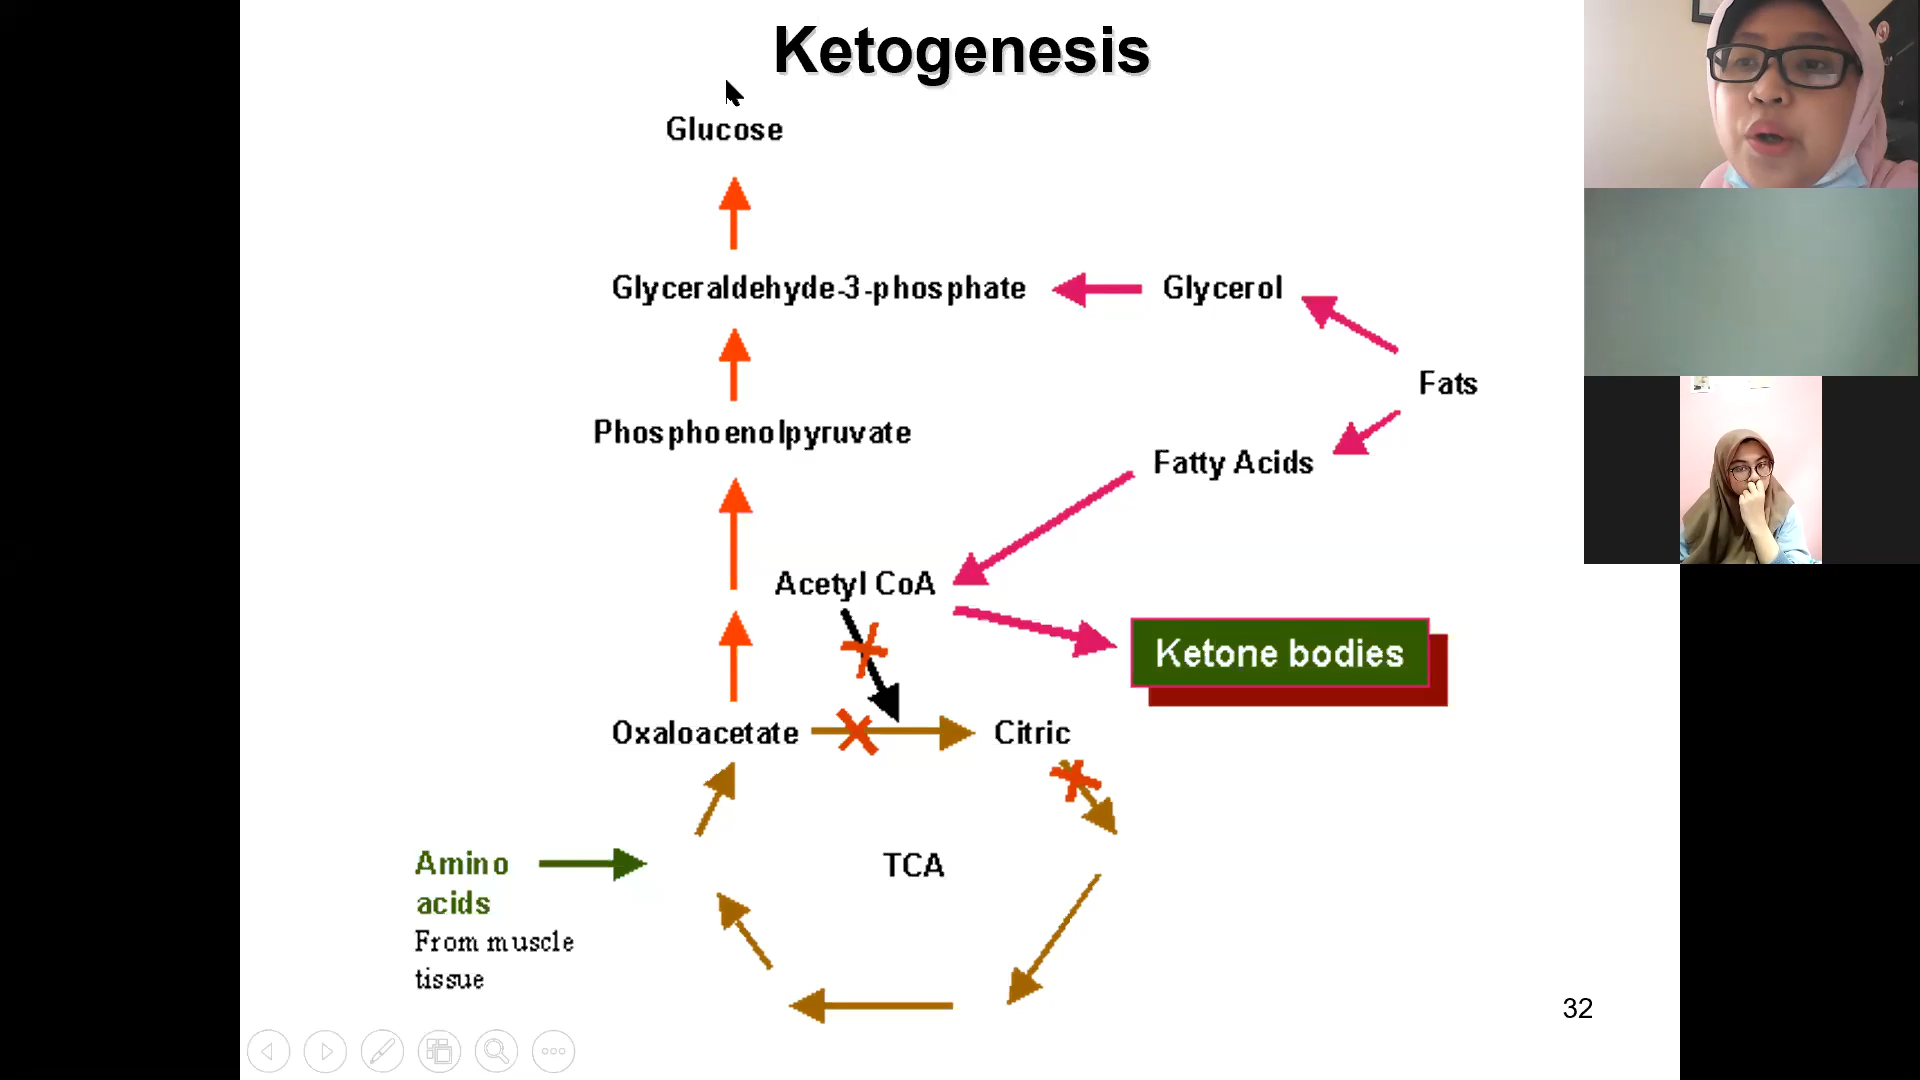 Ketogenesis
Glucose
Glyceraldehyde-3-phosphate
Glycerol
Fats
Phosphoenolpyruvate
Fatty Acids
Acetyl CoA
Ketone bodies
Oxaloacetate
Citric
Amino
acids
From muscle
tissue
TCA
32